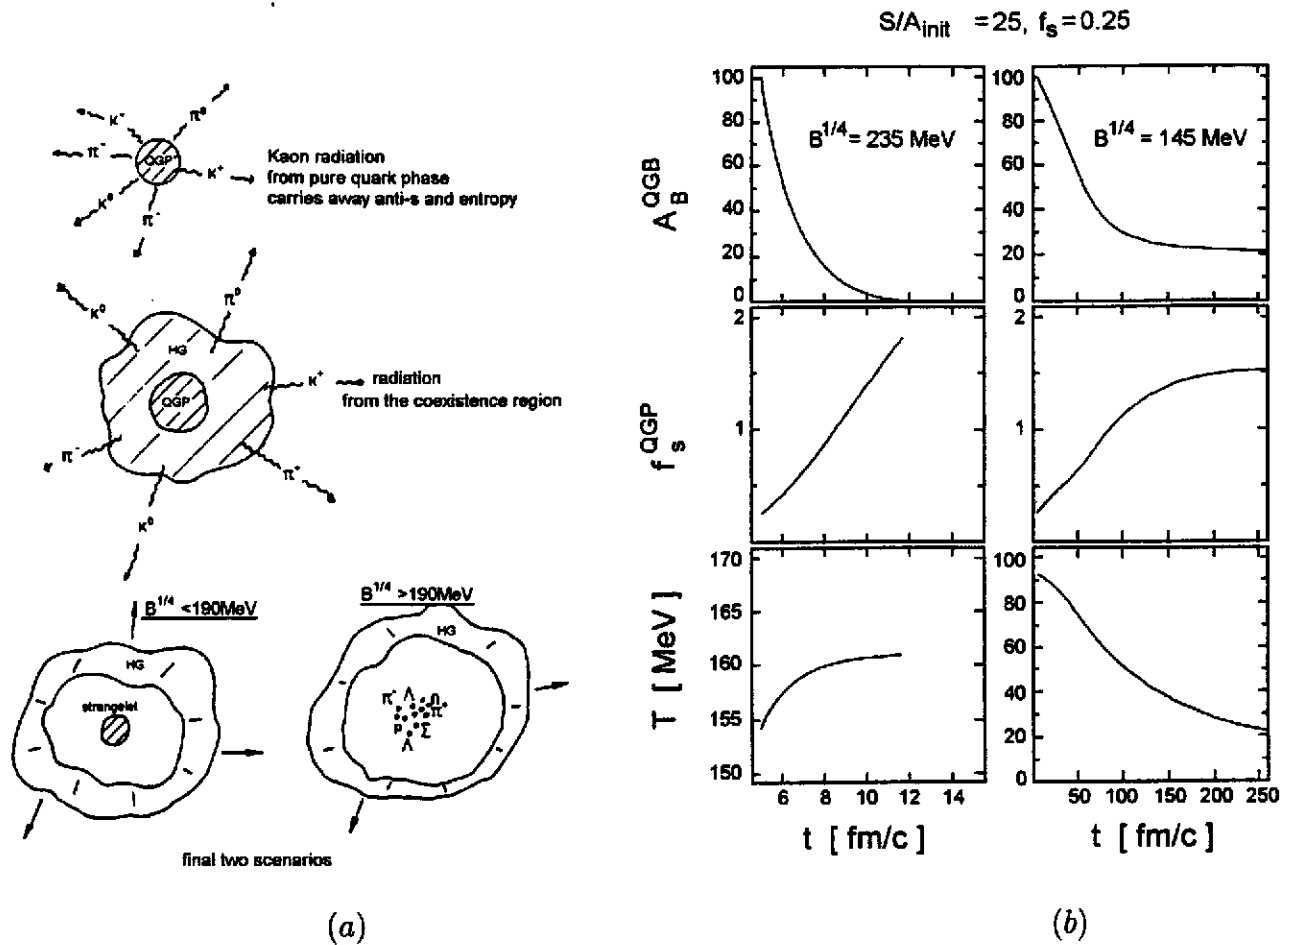 K⁺
π⁰
π⁻
QGP
K⁺
K⁰
π⁻
Kaon radiation
from pure quark phase
carries away anti-s and entropy
K⁰
π⁰
HG
QGP
K⁺
radiation
from the coexistence region
π⁻
π⁺
K⁰
B^1/4 <190MeV
HG
strangelet
B^1/4 >190MeV
HG
π⁺ Λ n
π⁺
p Σ
Λ
final two scenarios
(a)
S/A_init =25, f_s=0.25
A_B^QGB
100
80
60
40
20
0
B^1/4 = 235 MeV
100
80
60
40
20
0
B^1/4 = 145 MeV
f_s^QGP
2
1
2
1
T [ MeV ]
170
165
160
155
150
100
80
60
40
20
0
6 8 10 12 14
50 100 150 200 250
t [ fm/c ]
t [ fm/c ]
(b)